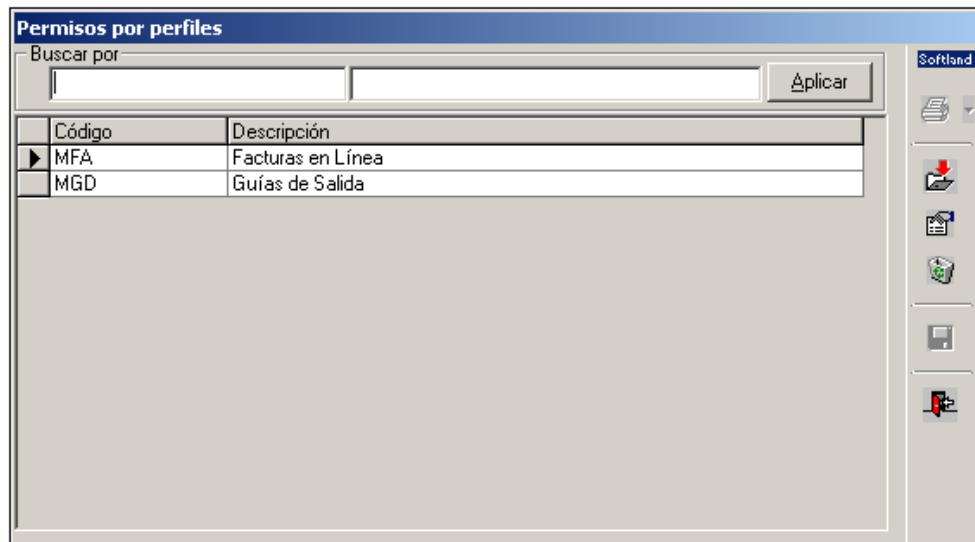 Permisos por perfiles
Buscar por
Aplicar
Softland
Código Descripción
MFA Facturas en Línea
MGD Guías de Salida